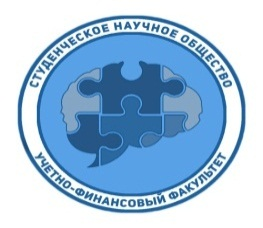 СТУДЕНЧЕСКОЕ НАУЧНОЕ ОБЩЕСТВО
УЧЕТНО-ФИНАНСОВЫЙ ФАКУЛЬТЕТ